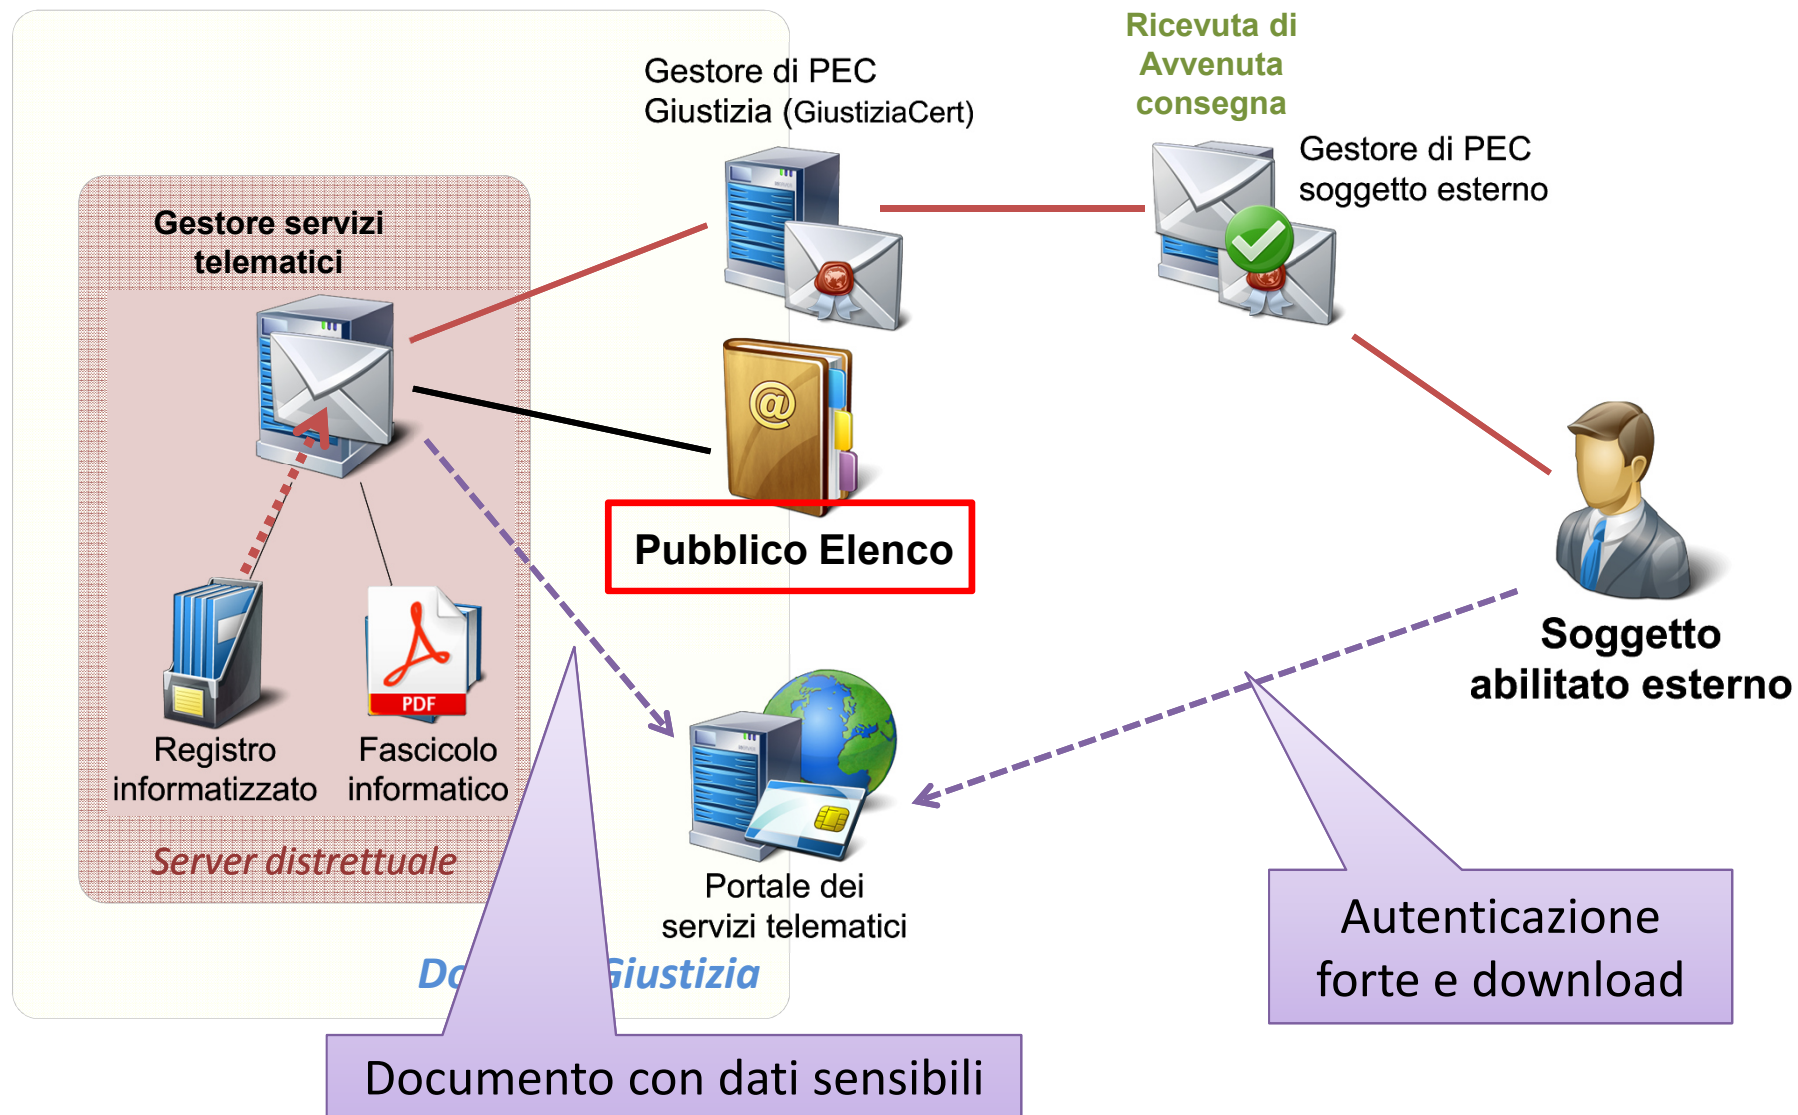 Ricevuta di
Avvenuta
consegna
Gestore di PEC
Giustizia (GiustiziaCert)
Gestore di PEC
soggetto esterno
Gestore servizi
telematici
@
Pubblico Elenco
PDF
Soggetto
abilitato esterno
Registro
informatizzato
Fascicolo
informatico
Server distrettuale
Portale dei
servizi telematici
Giustizia
Autenticazione
forte e download
Documento con dati sensibili